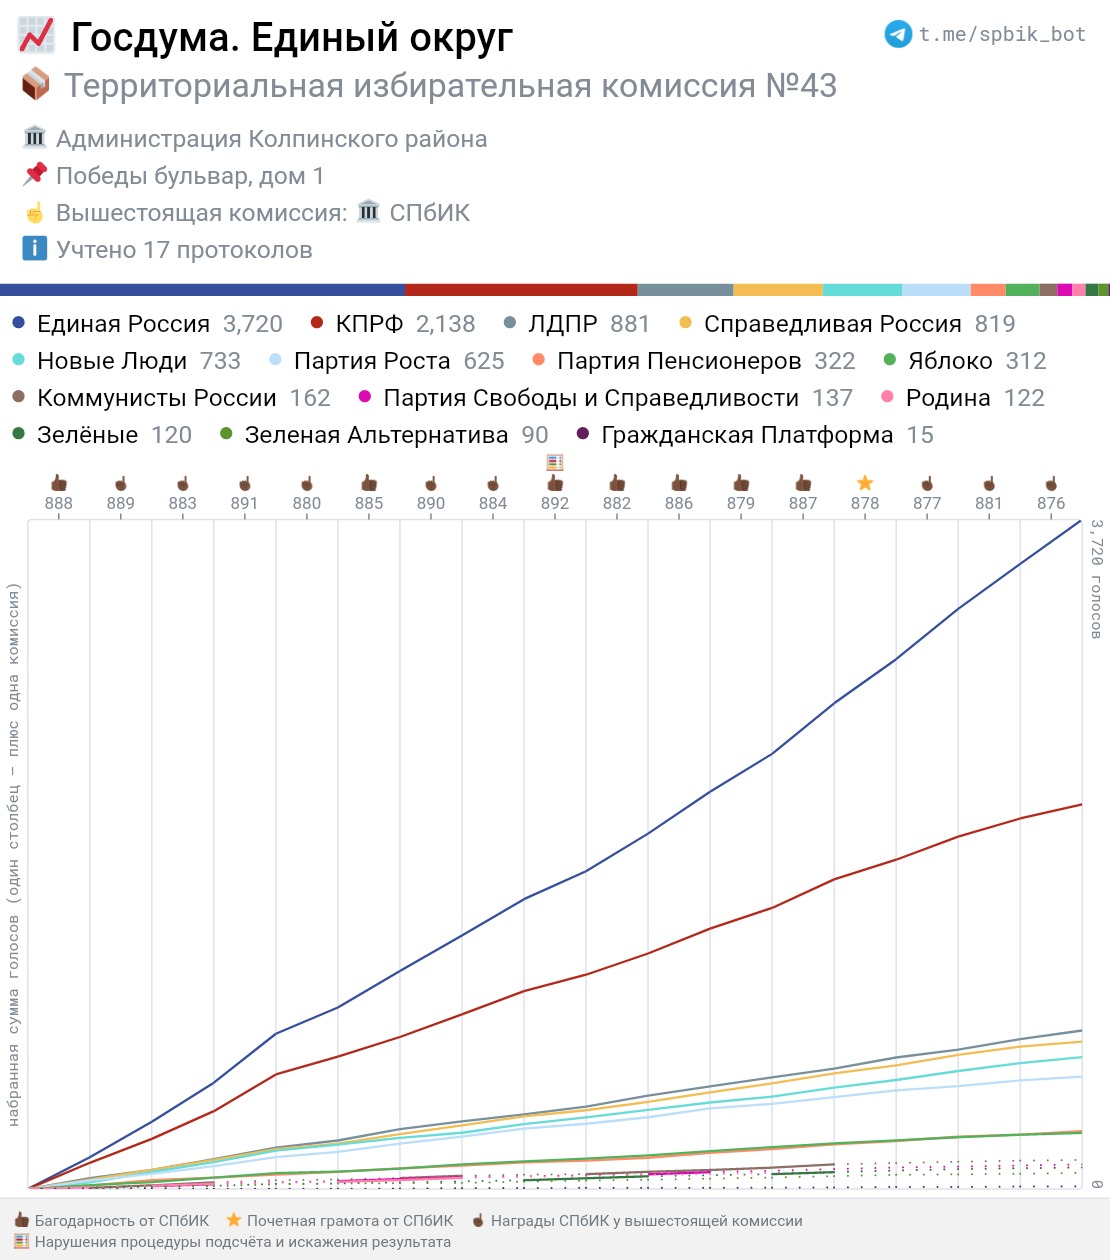 Госдума. Единый округ
t.me/spbik_bot
Территориальная избирательная комиссия №43
Администрация Колпинского района
Победы бульвар, дом 1
Вышестоящая комиссия: СПбИК
Учтено 17 протоколов
Единая Россия 3,720 КПРФ 2,138 ЛДПР 881 Справедливая Россия 819
Новые Люди 733 Партия Роста 625 Партия Пенсионеров 322 Яблоко 312
Коммунисты России 162 Партия Свободы и Справедливости 137 Родина 122
Зелёные 120 Зеленая Альтернатива 90 Гражданская Платформа 15
888 889 883 891 880 885 890 884 892 882 886 879 887 878 877 881 876
набранная сумма голосов (один столбец — плюс одна комиссия)
3,720 голосов
0
Багодарность от СПбИК Почетная грамота от СПбИК Награды СПбИК у вышестоящей комиссии
Нарушения процедуры подсчёта и искажения результата